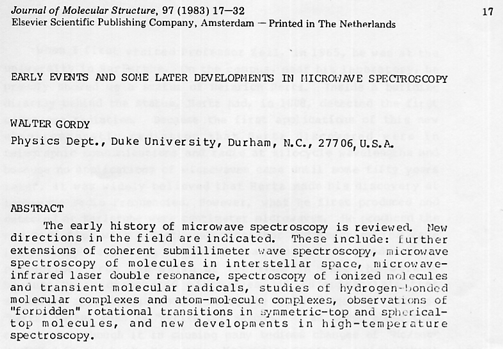 Journal of Molecular Structure, 97 (1983) 17—32 17
Elsevier Scientific Publishing Company, Amsterdam — Printed in The Netherlands
EARLY EVENTS AND SOME LATER DEVELOPMENTS IN MICROWAVE SPECTROSCOPY
WALTER GORDY
Physics Dept., Duke University, Durham, N.C., 27706, U.S.A.
ABSTRACT
The early history of microwave spectroscopy is reviewed. New
directions in the field are indicated. These include: further
extensions of coherent submillimeter wave spectroscopy, microwave
spectroscopy of molecules in interstellar space, microwave-
infrared laser double resonance, spectroscopy of ionized molecules
and transient molecular radicals, studies of hydrogen-bonded
molecular complexes and atom-molecule complexes, observations of
"forbidden" rotational transitions in symmetric-top and spherical-
top molecules, and new developments in high-temperature
spectroscopy.